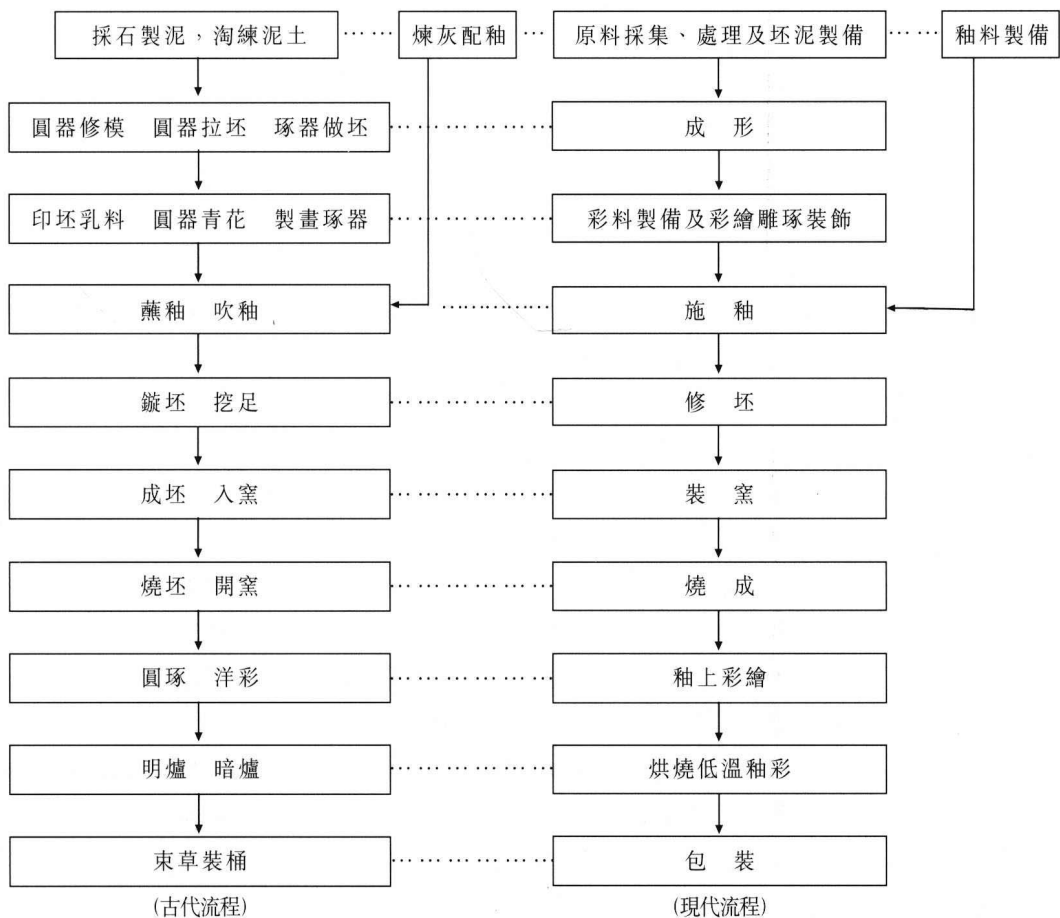 採石製泥，淘練泥土 …… 煉灰配釉 … 原料採集、處理及坯泥製備 …… 釉料製備
圓器修模 圓器拉坯 琢器做坯 …………… 成 形
印坯乳料 圓器青花 製畫琢器 …………… 彩料製備及彩繪雕琢裝飾
蘸釉 吹釉 …………… 施 釉
鏇坯 挖足 …………… 修 坯
成坯 入窯 …………… 裝 窯
燒坯 開窯 …………… 燒 成
圓琢 洋彩 …………… 釉上彩繪
明爐 暗爐 …………… 烘燒低溫釉彩
束草裝桶 …………… 包 裝
(古代流程) (現代流程)